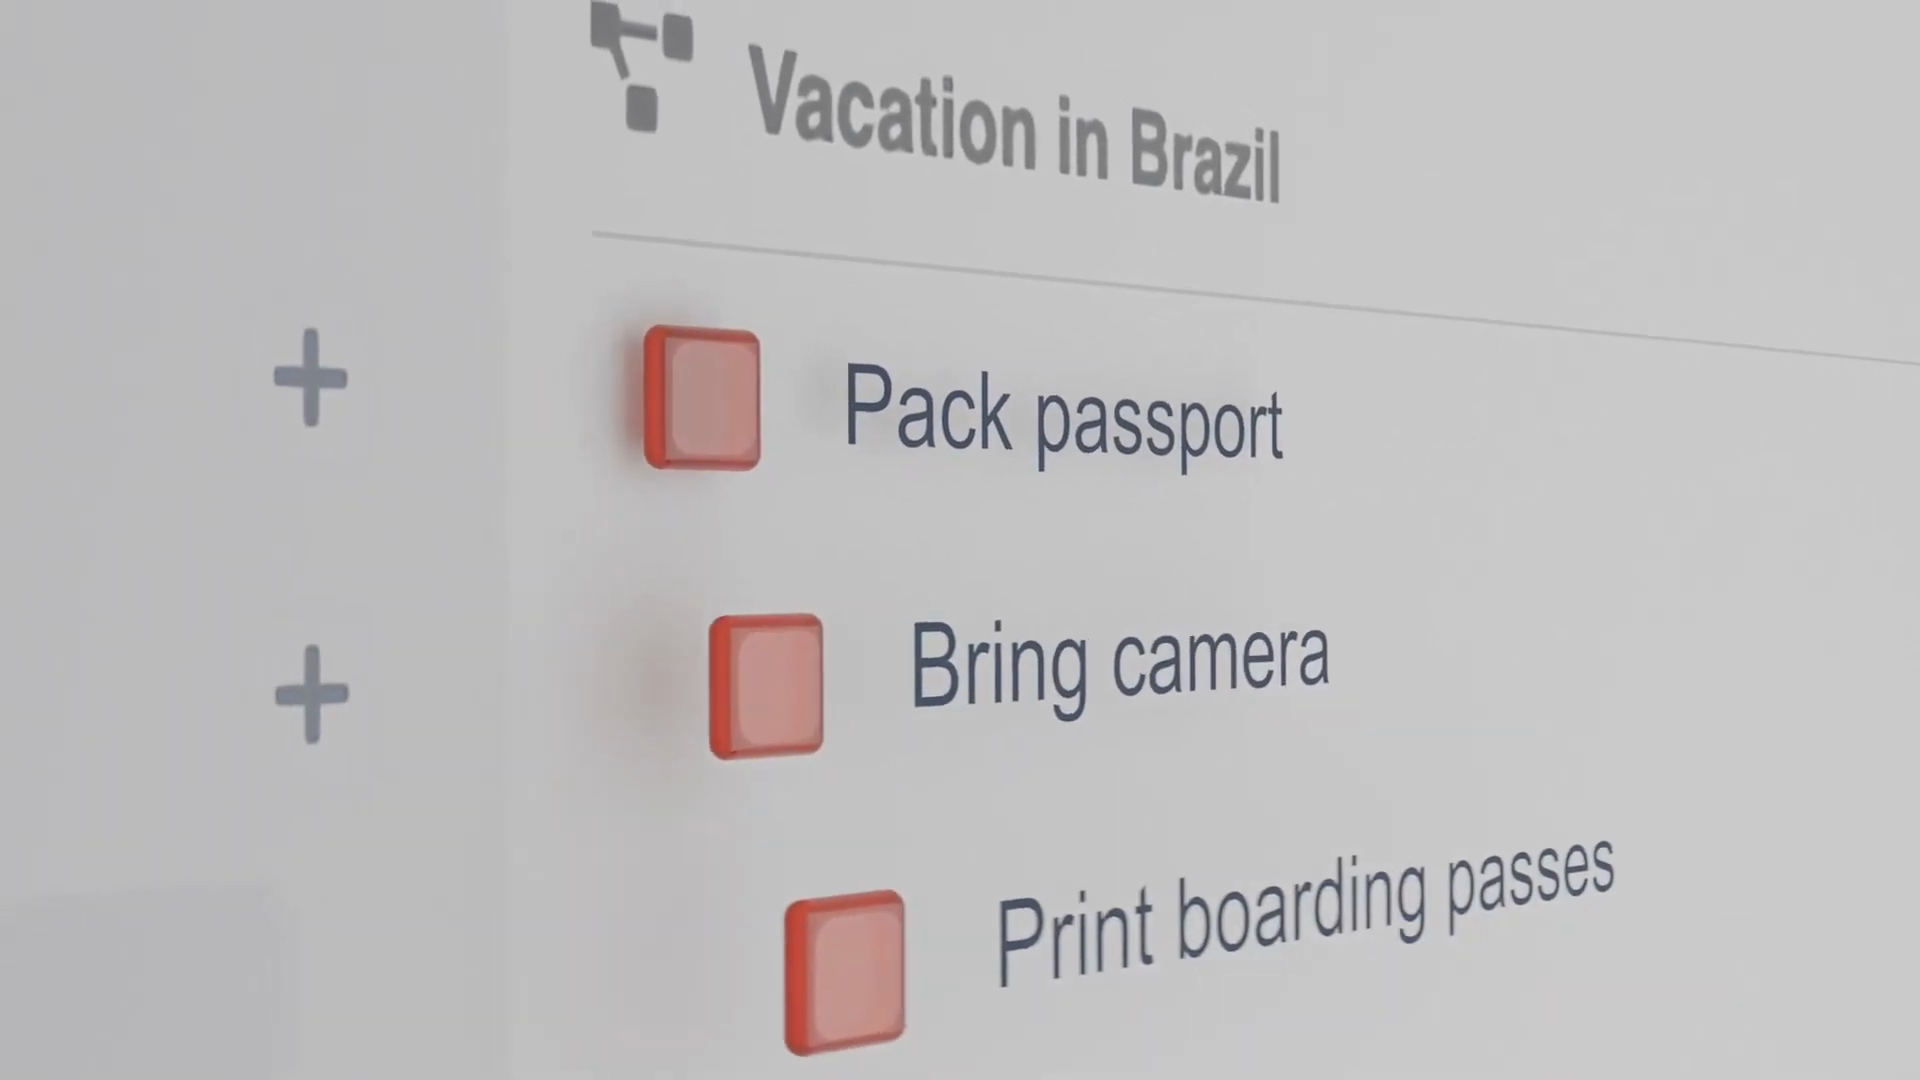 Vacation in Brazil
Pack passport
Bring camera
Print boarding passes